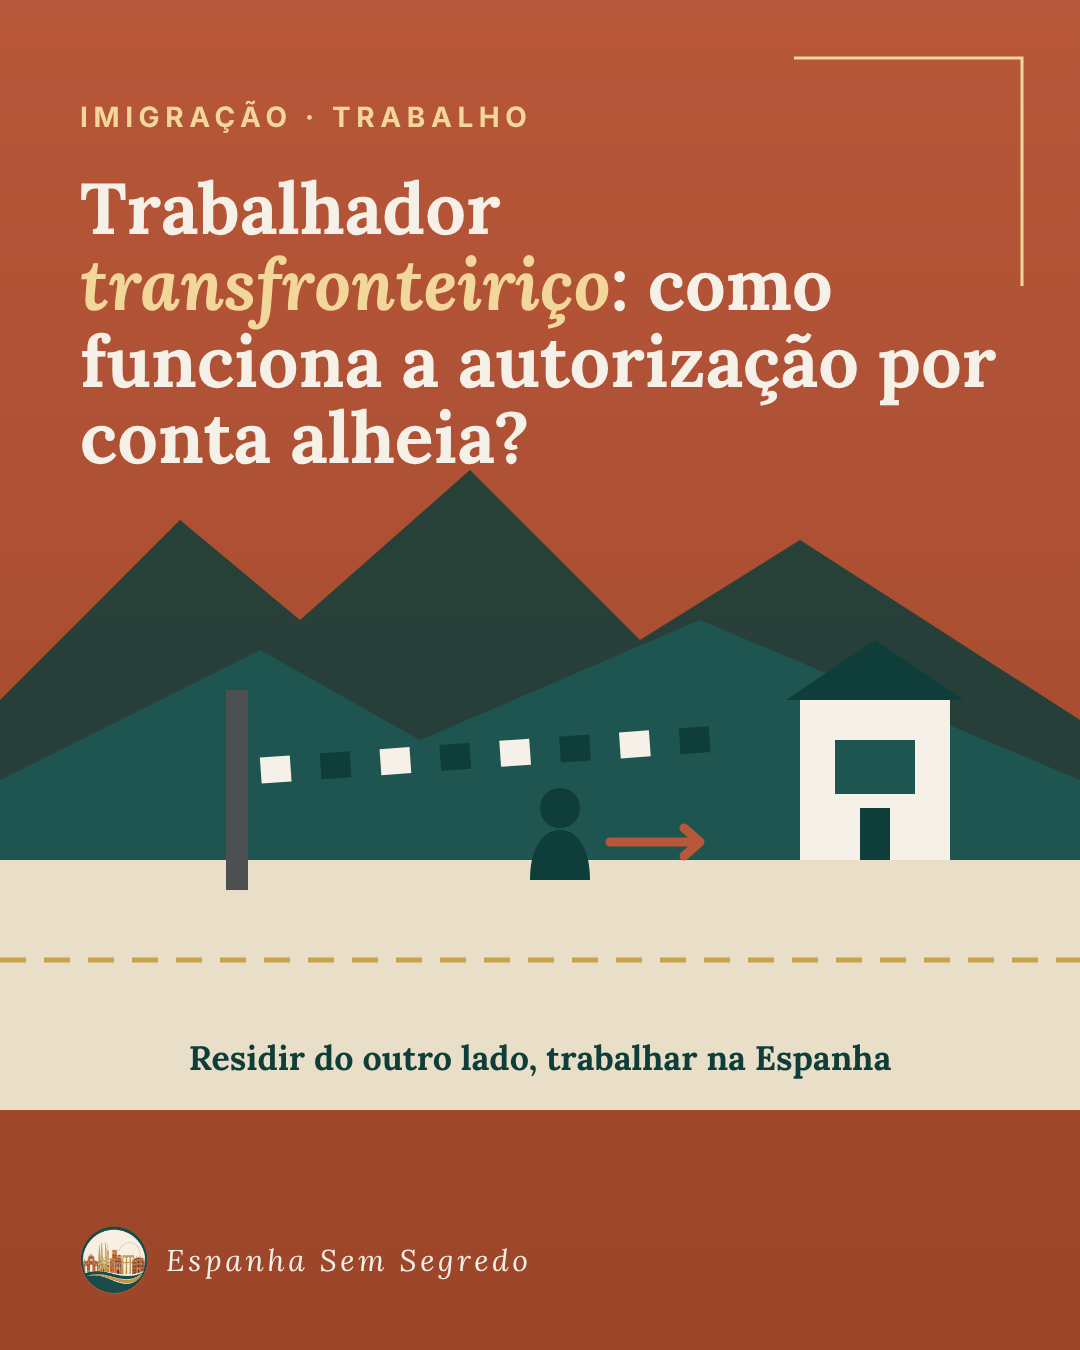 IMIGRAÇÃO · TRABALHO
Trabalhador
transfronteiriço: como
funciona a autorização por
conta alheia?
Residir do outro lado, trabalhar na Espanha
Espanha Sem Segredo